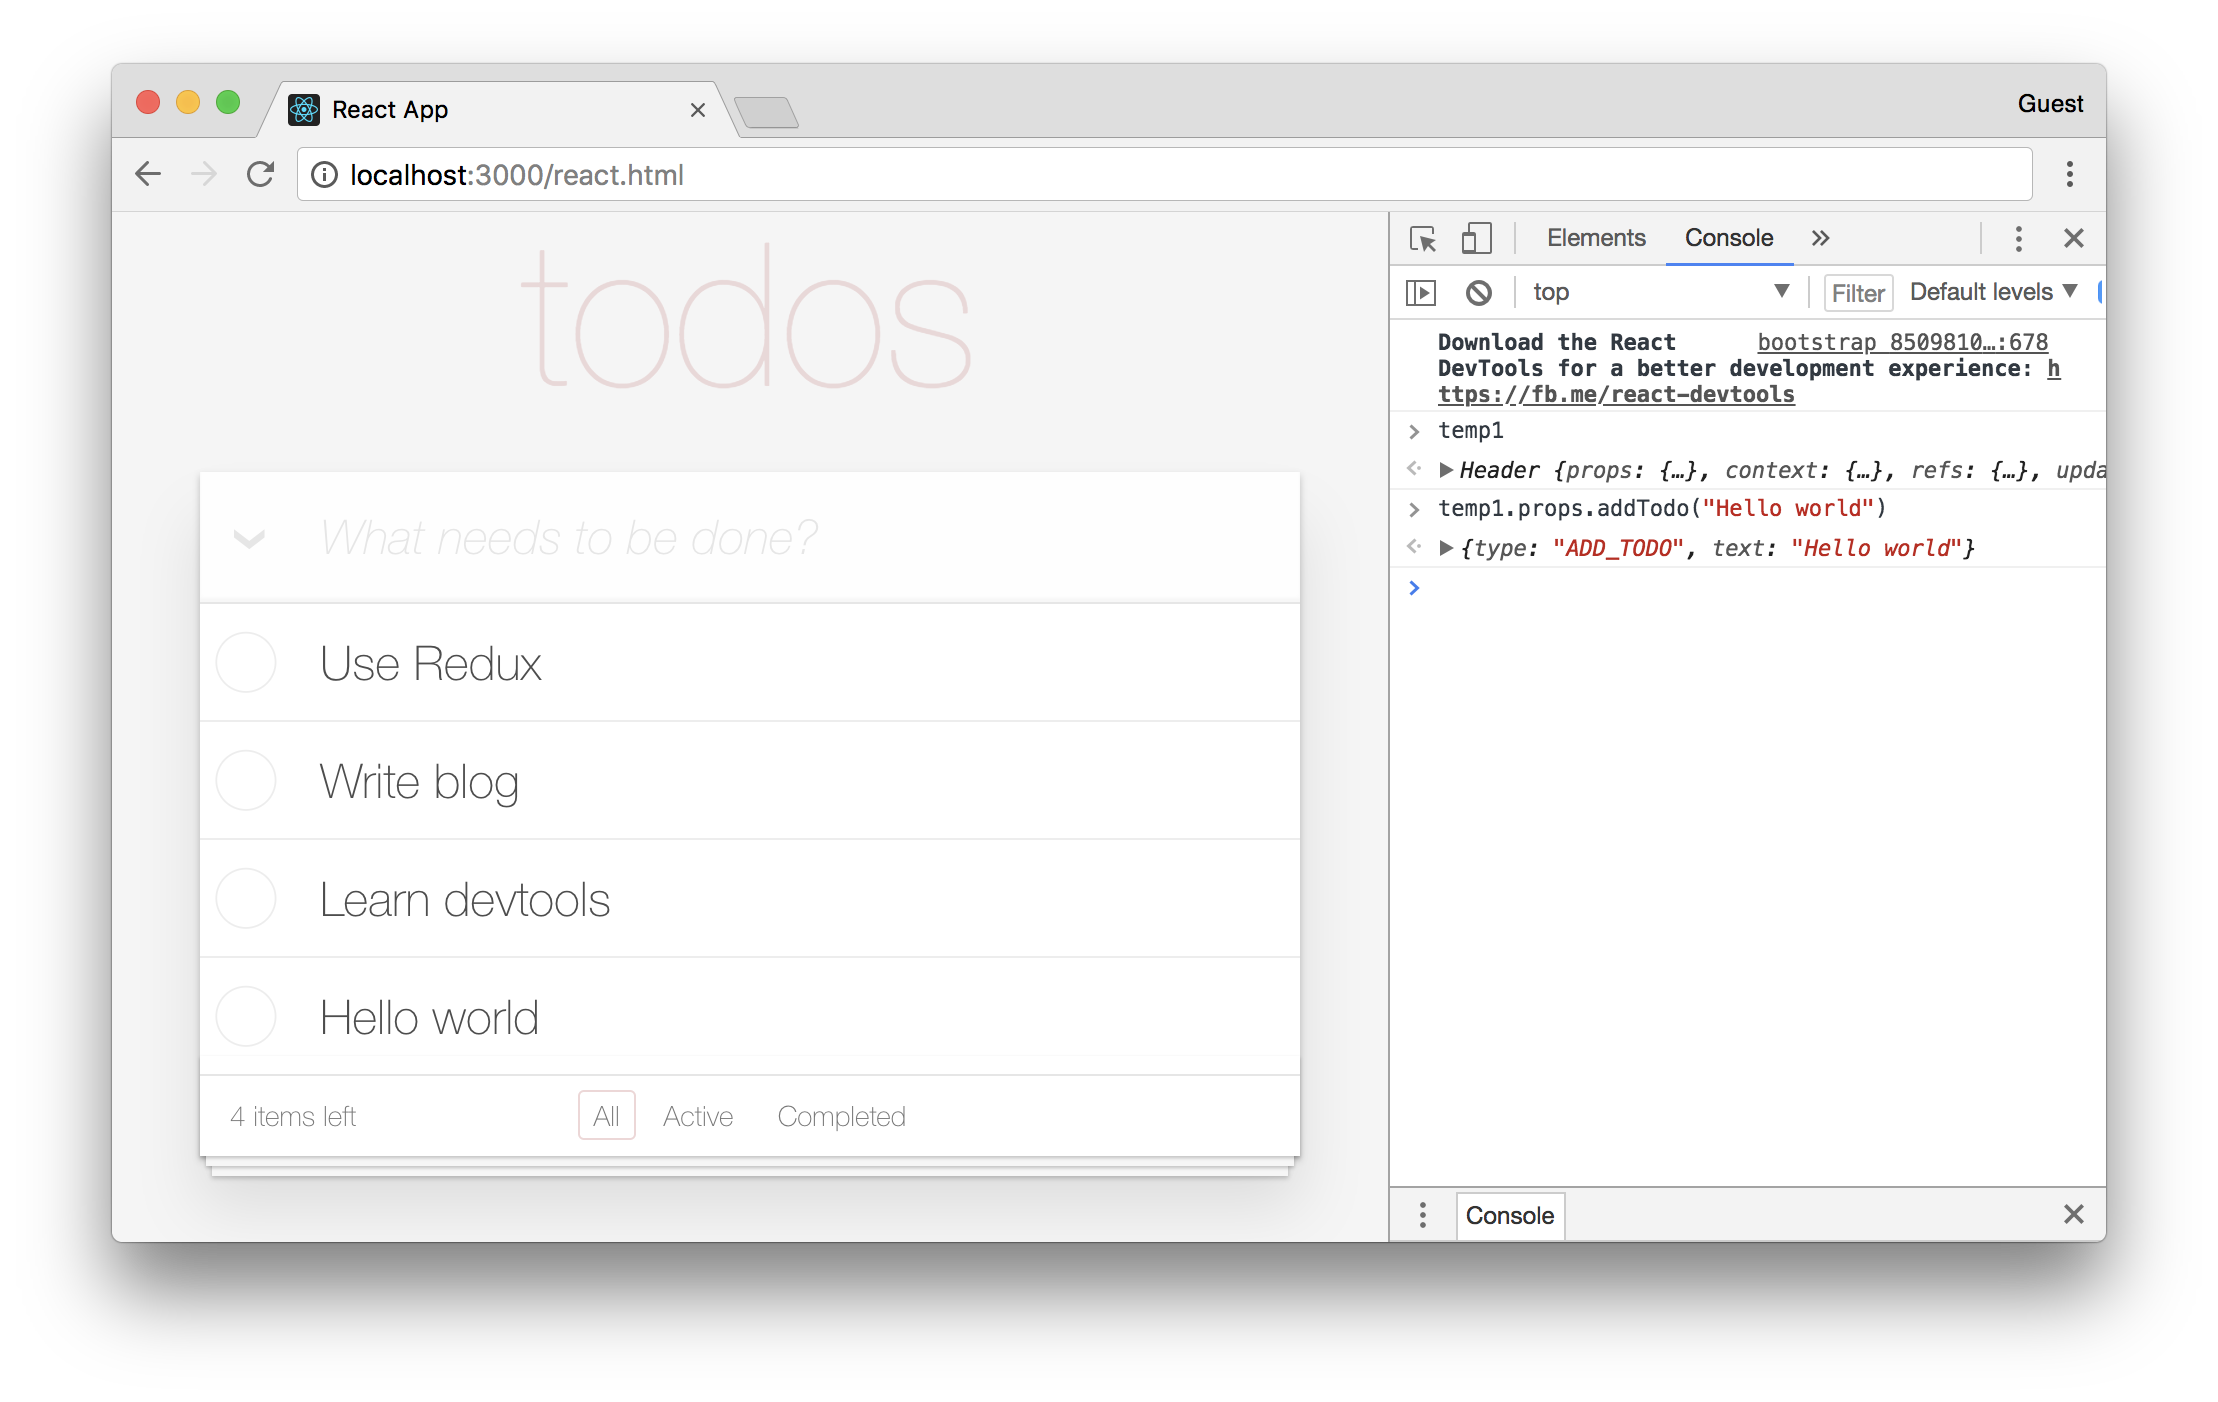 React App
Guest
localhost:3000/react.html
todos
What needs to be done?
Use Redux
Write blog
Learn devtools
Hello world
4 items left
All
Active
Completed
Elements
Console
top
Filter
Default levels
Download the React bootstrap 8509810…:678
DevTools for a better development experience: h
ttps://fb.me/react-devtools
temp1
Header {props: {…}, context: {…}, refs: {…}, upda
temp1.props.addTodo("Hello world")
{type: "ADD_TODO", text: "Hello world"}
Console